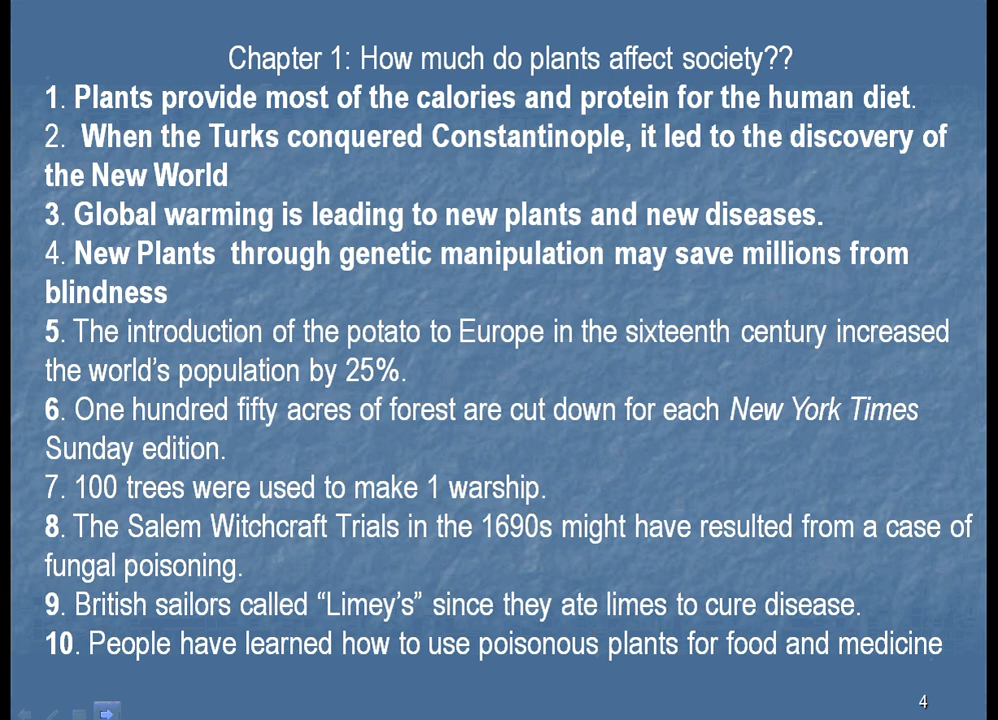 Chapter 1: How much do plants affect society??
1. Plants provide most of the calories and protein for the human diet.
2. When the Turks conquered Constantinople, it led to the discovery of
the New World
3. Global warming is leading to new plants and new diseases.
4. New Plants through genetic manipulation may save millions from
blindness
5. The introduction of the potato to Europe in the sixteenth century increased
the world's population by 25%.
6. One hundred fifty acres of forest are cut down for each New York Times
Sunday edition.
7. 100 trees were used to make 1 warship.
8. The Salem Witchcraft Trials in the 1690s might have resulted from a case of
fungal poisoning.
9. British sailors called “Limey's” since they ate limes to cure disease.
10. People have learned how to use poisonous plants for food and medicine
4